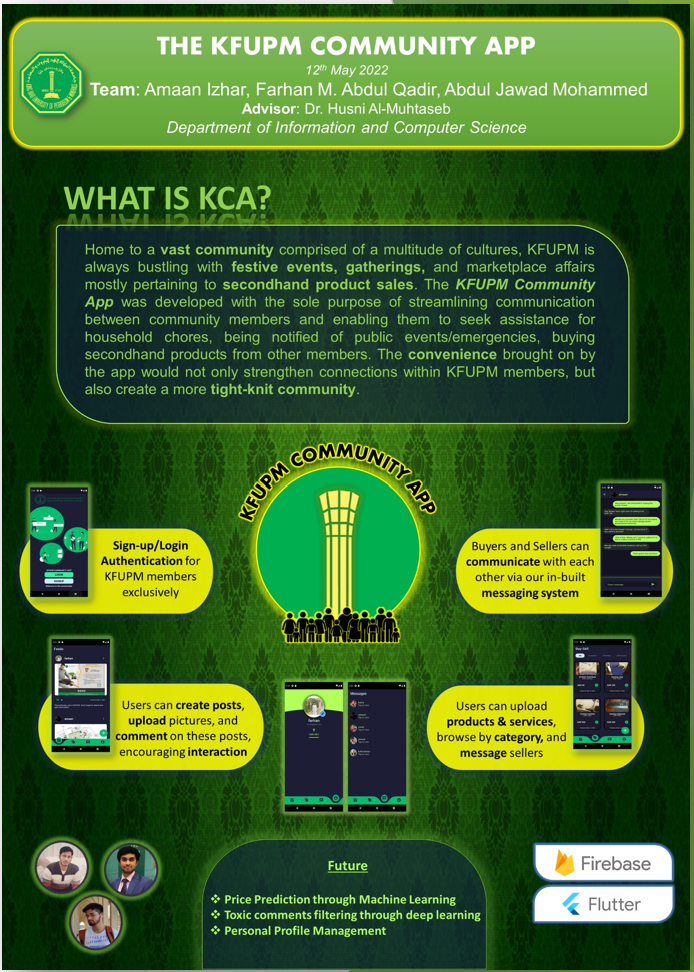 THE KFUPM COMMUNITY APP
12th May 2022
Team: Amaan Izhar, Farhan M. Abdul Qadir, Abdul Jawad Mohammed
Advisor: Dr. Husni Al-Muhtaseb
Department of Information and Computer Science
WHAT IS KCA?
Home to a vast community comprised of a multitude of cultures, KFUPM is
always bustling with festive events, gatherings, and marketplace affairs
mostly pertaining to secondhand product sales. The KFUPM Community
App was developed with the sole purpose of streamlining communication
between community members and enabling them to seek assistance for
household chores, being notified of public events/emergencies, buying
secondhand products from other members. The convenience brought on by
the app would not only strengthen connections within KFUPM members, but
also create a more tight-knit community.
KFUPM COMMUNITY APP
Sign-up/Login
Authentication for
KFUPM members
exclusively
Buyers and Sellers can
communicate with each
other via our in-built
messaging system
Feeds
Users can create posts,
upload pictures, and
comment on these posts,
encouraging interaction
farhan
Messages
Users can upload
products & services,
browse by category, and
message sellers
Buy/Sell
Future
❖ Price Prediction through Machine Learning
❖ Toxic comments filtering through deep learning
❖ Personal Profile Management
Firebase
Flutter